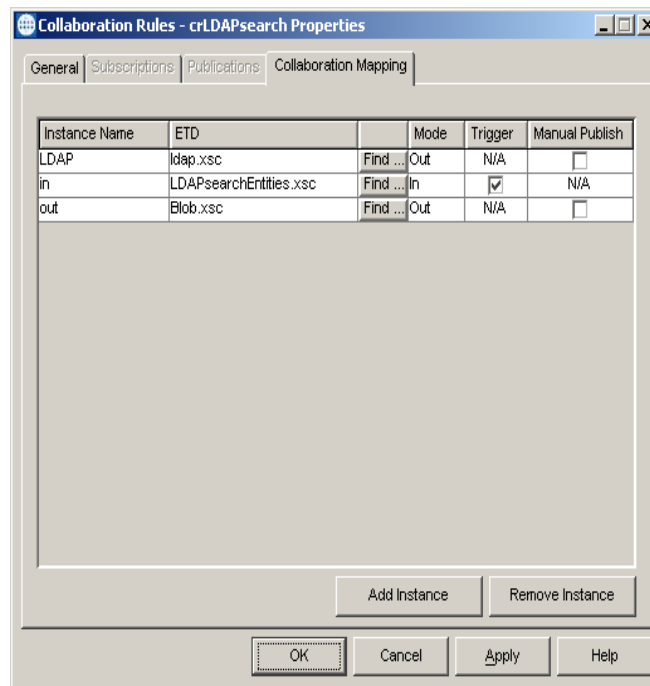 Collaboration Rules - crLDAPsearch Properties
General Subscriptions Publications Collaboration Mapping
Instance Name ETD Mode Trigger Manual Publish
LDAP ldap.xsc Find ... Out N/A
in LDAPsearchEntities.xsc Find ... In N/A
out Blob.xsc Find ... Out N/A
Add Instance Remove Instance
OK Cancel Apply Help